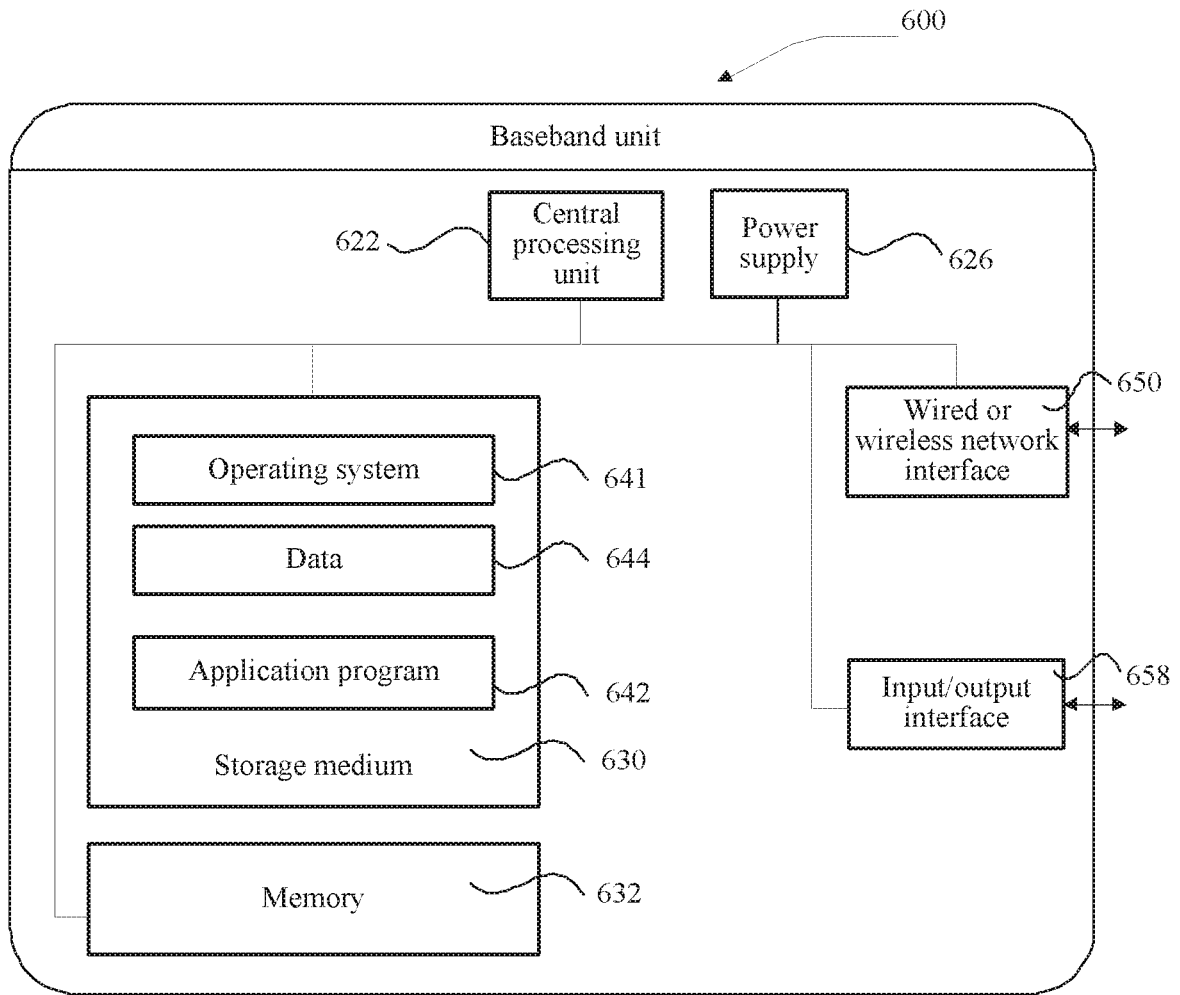 600
Baseband unit
Central
processing
unit
622
Power
supply
626
650
Wired or
wireless network
interface
Operating system
641
Data
644
Application program
642
658
Input/output
interface
Storage medium
630
Memory
632